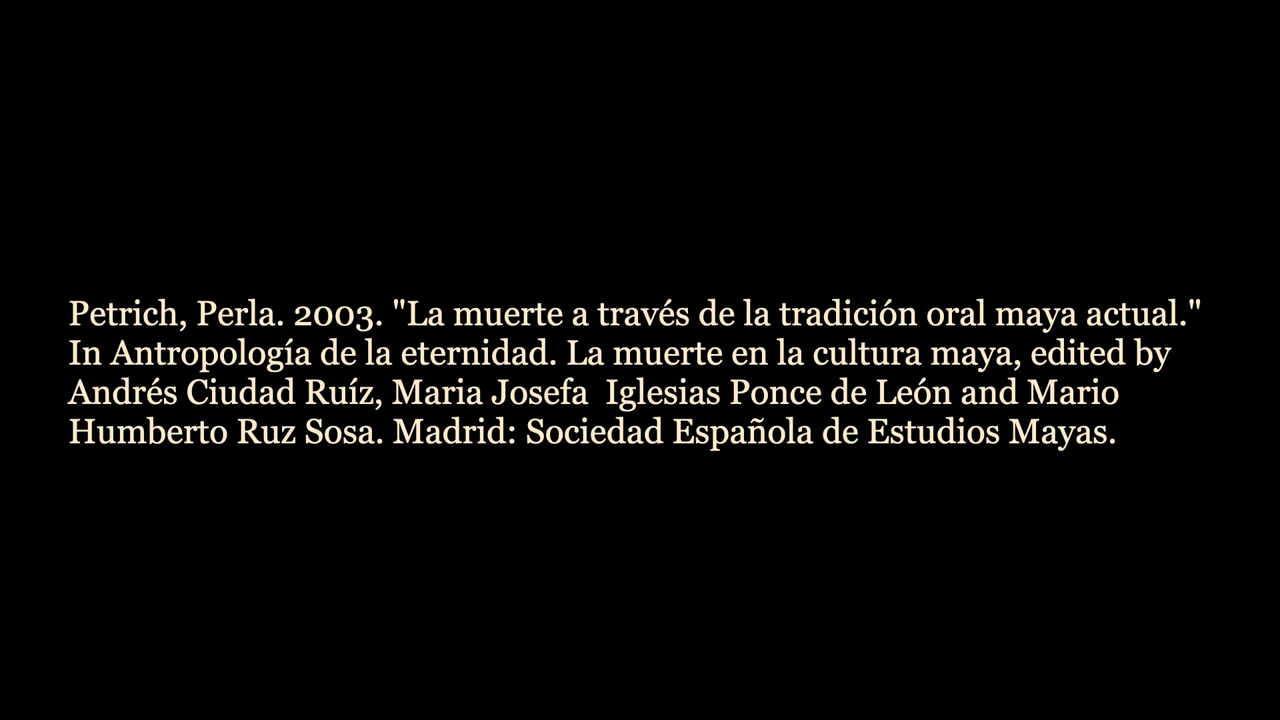 Petrich, Perla. 2003. "La muerte a través de la tradición oral maya actual."
In Antropología de la eternidad. La muerte en la cultura maya, edited by
Andrés Ciudad Ruíz, Maria Josefa  Iglesias Ponce de León and Mario
Humberto Ruz Sosa. Madrid: Sociedad Española de Estudios Mayas.